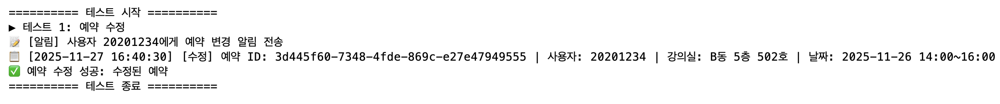 ========== 테스트 시작 ==========
▶ 테스트 1: 예약 수정
📝 [알림] 사용자 20201234에게 예약 변경 알림 전송
📋 [2025-11-27 16:40:30] [수정] 예약 ID: 3d445f60-7348-4fde-869c-e27e47949555 | 사용자: 20201234 | 강의실: B동 5층 502호 | 날짜: 2025-11-26 14:00~16:00
✅ 예약 수정 성공: 수정된 예약
========== 테스트 종료 ==========